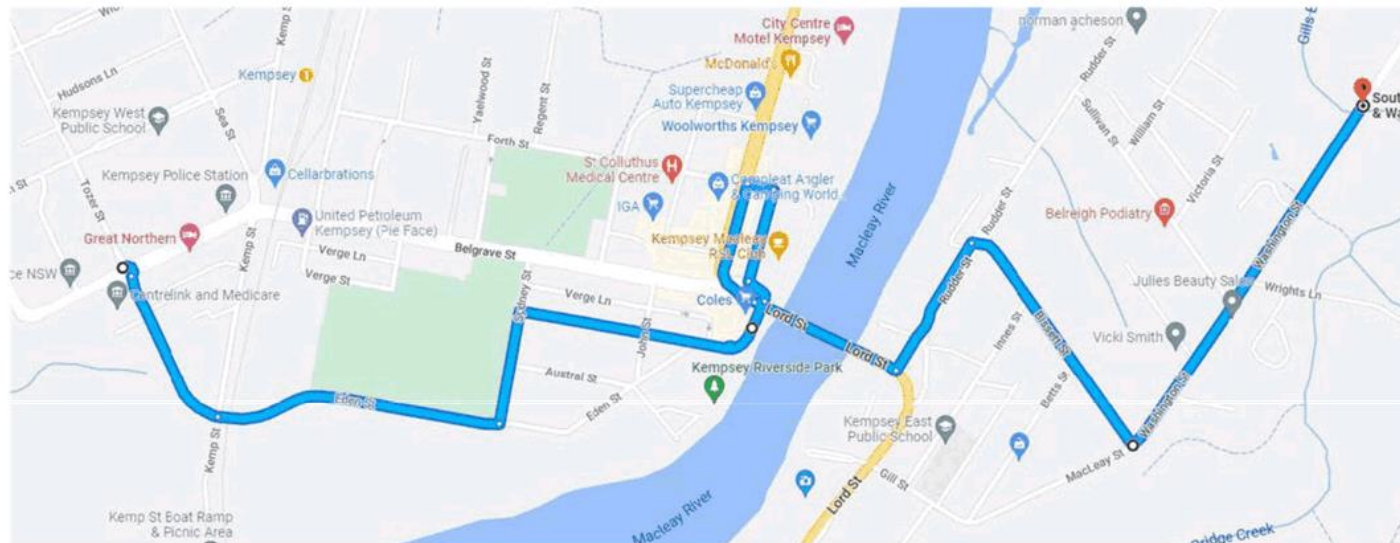 City Centre
Motel Kempsey
norman acheson
McDonald's
Kemp St
Hudsons Ln
Kempsey
Supercheap
Auto Kempsey
Yaelwood St
Regent St
Rudder St
Kempsey West
Public School
Sea St
Woolworths Kempsey
Sullivan St
William St
Forth St
St Colluthus
Medical Centre
Kempsey Police Station
Cellarbrations
Compleat Angler
& Camping World
Victoria St
Tozer St
IGA
United Petroleum
Kempsey (Pie Face)
Belreigh Podiatry
Rudder St
Great Northern
Kempsey Macleay
RSL Club
Macleay River
Washington St
Verge Ln
Belgrave St
Kemp St
ce NSW
Verge St
Centrelink and Medicare
Sydney St
Verge Ln
Coles
Rudder St
Julies Beauty Salon
Wrights Ln
Lord St
John St
Innes St
Bissett St
Vicki Smith
Lord St
Kempsey Riverside Park
Austral St
Betts St
Washington St
Eden St
Eden St
Kempsey East
Public School
Kemp St
MacLeay St
Gill St
Lord St
Kemp St Boat Ramp
& Picnic Area
Macleay River